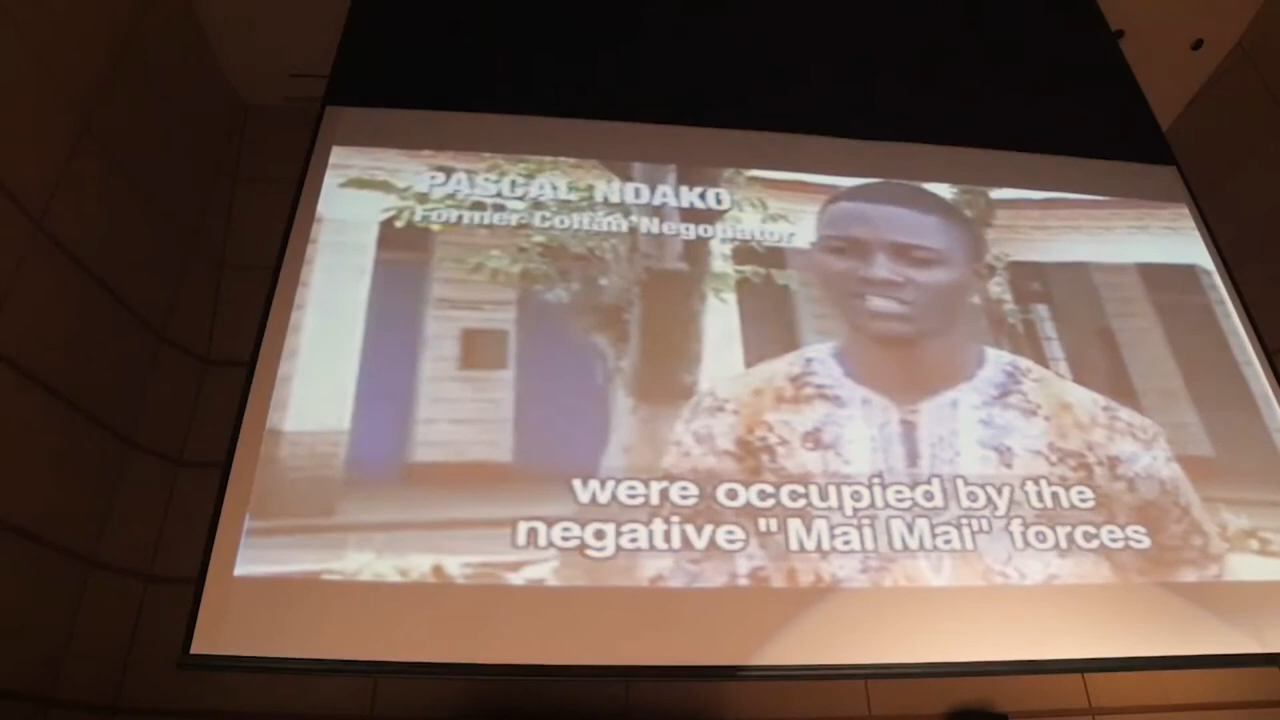 PASCAL NDAKO
Former Coltan Negotiator
were occupied by the
negative "Mai Mai" forces